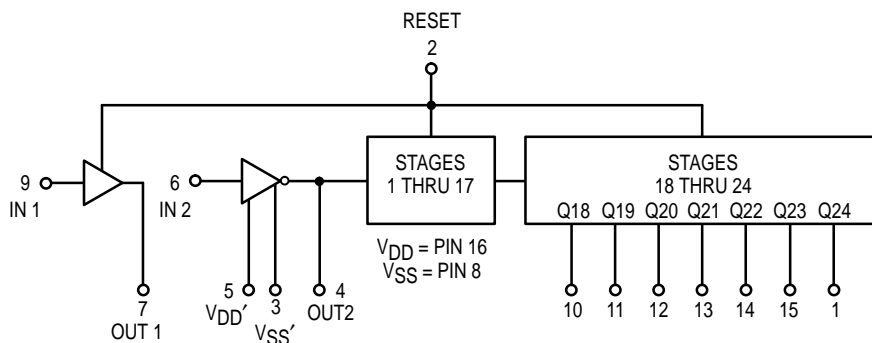 RESET
2
9
IN 1
6
IN 2
STAGES
1 THRU 17
STAGES
18 THRU 24
Q18 Q19 Q20 Q21 Q22 Q23 Q24
VDD = PIN 16
VSS = PIN 8
7
OUT 1
5
VDD′
3
VSS′
4
OUT2
10 11 12 13 14 15 1